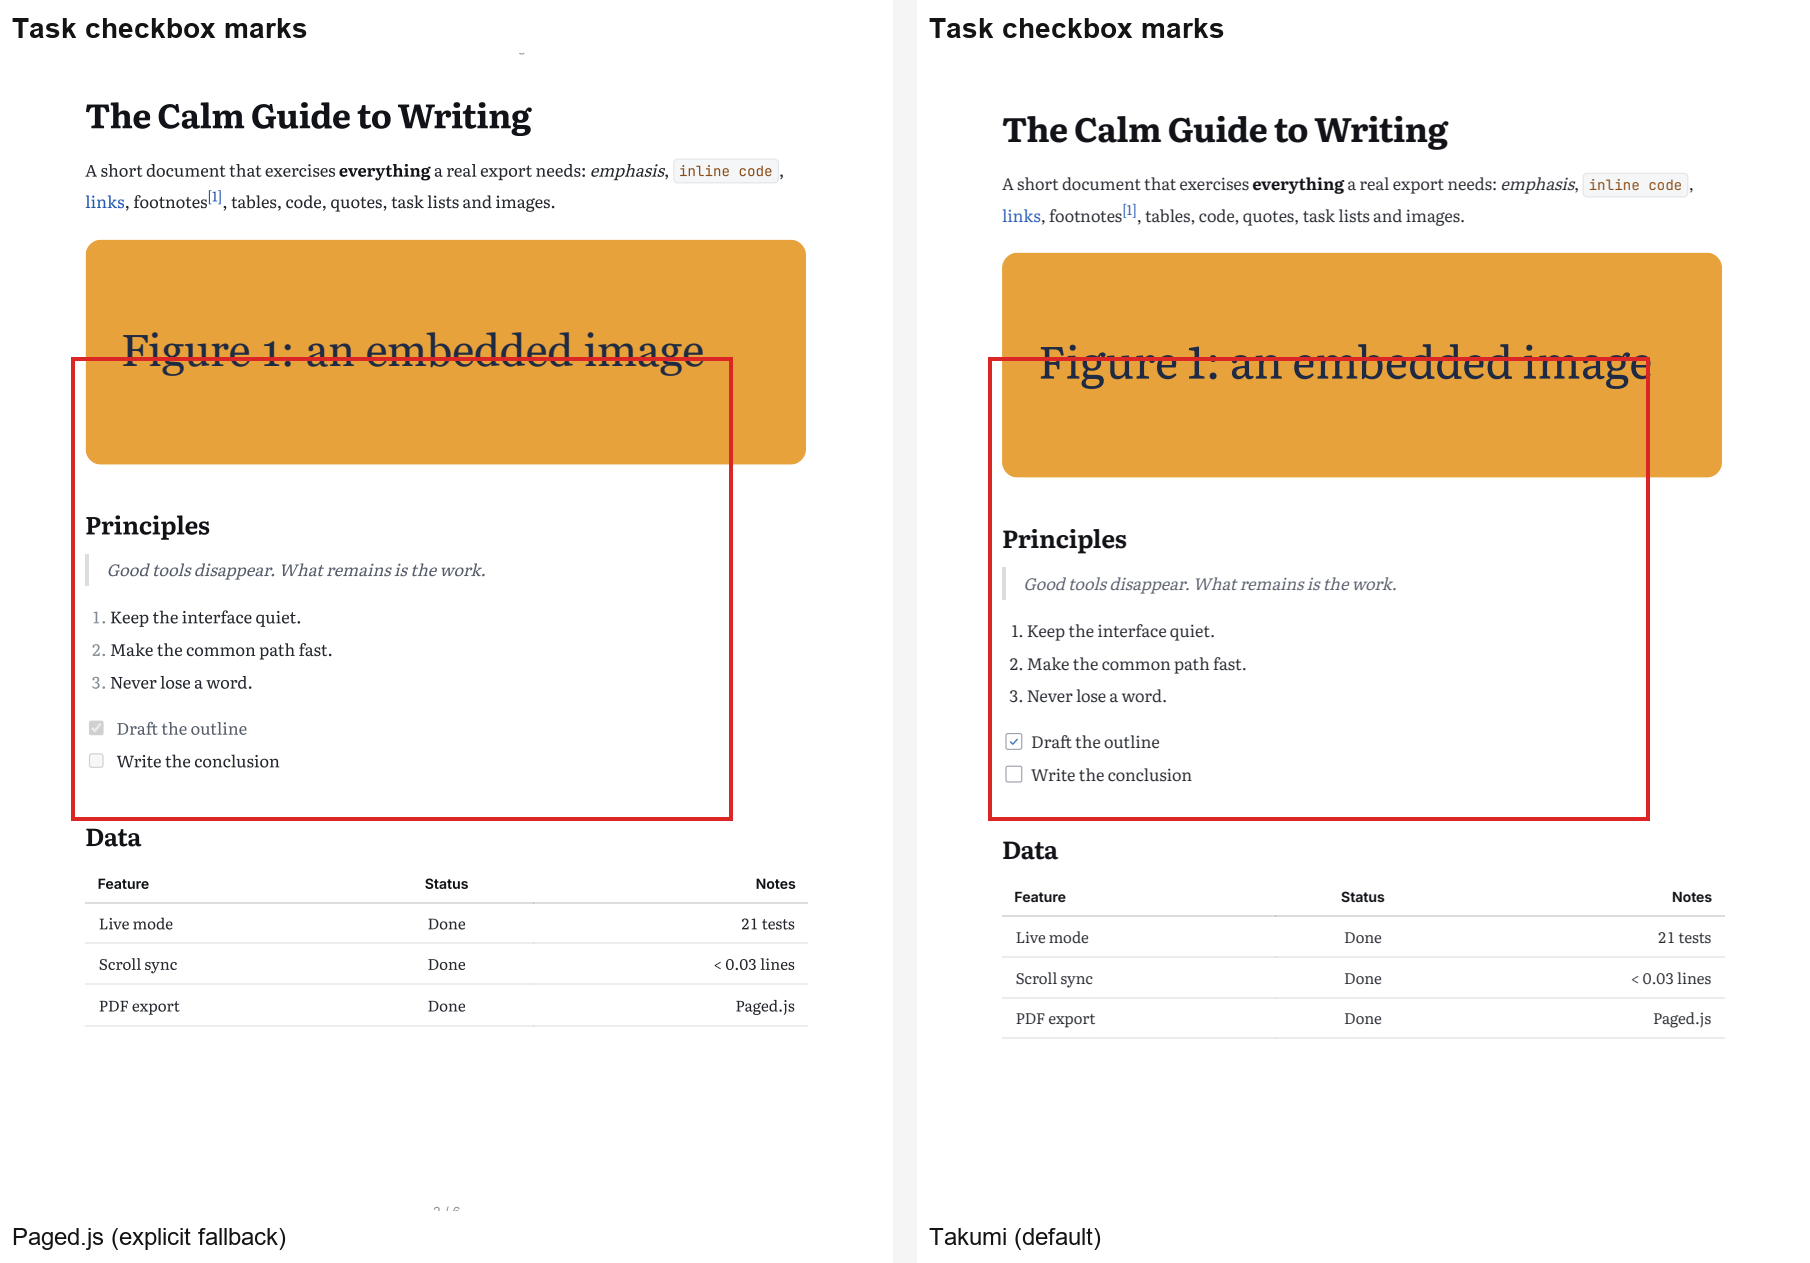 Task checkbox marks
The Calm Guide to Writing
A short document that exercises everything a real export needs: emphasis, inline code,
links, footnotes[1], tables, code, quotes, task lists and images.
Figure 1: an embedded image
Principles
Good tools disappear. What remains is the work.
1. Keep the interface quiet.
2. Make the common path fast.
3. Never lose a word.
Draft the outline
Write the conclusion
Data
Feature Status Notes
Live mode Done 21 tests
Scroll sync Done < 0.03 lines
PDF export Done Paged.js
Paged.js (explicit fallback)
Task checkbox marks
The Calm Guide to Writing
A short document that exercises everything a real export needs: emphasis, inline code,
links, footnotes[1], tables, code, quotes, task lists and images.
Figure 1: an embedded image
Principles
Good tools disappear. What remains is the work.
1. Keep the interface quiet.
2. Make the common path fast.
3. Never lose a word.
Draft the outline
Write the conclusion
Data
Feature Status Notes
Live mode Done 21 tests
Scroll sync Done < 0.03 lines
PDF export Done Paged.js
Takumi (default)